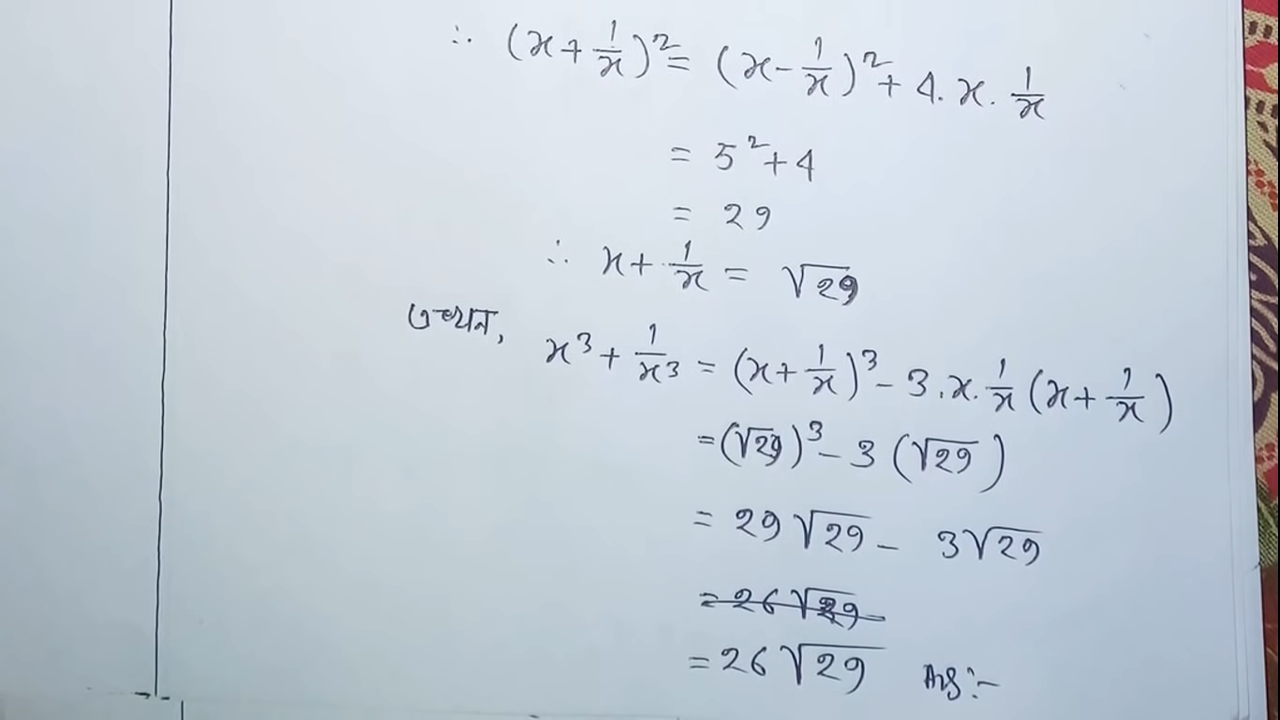 ∴ (x+1/x)² = (x-1/x)² + 4.x.1/x
= 5²+4
= 29
∴ x+1/x = √29
তখন, x³+1/x³ = (x+1/x)³ - 3.x.1/x(x+1/x)
=(√29)³-3(√29)
= 29√29 - 3√29
=26√29
=26√29 Ans:-